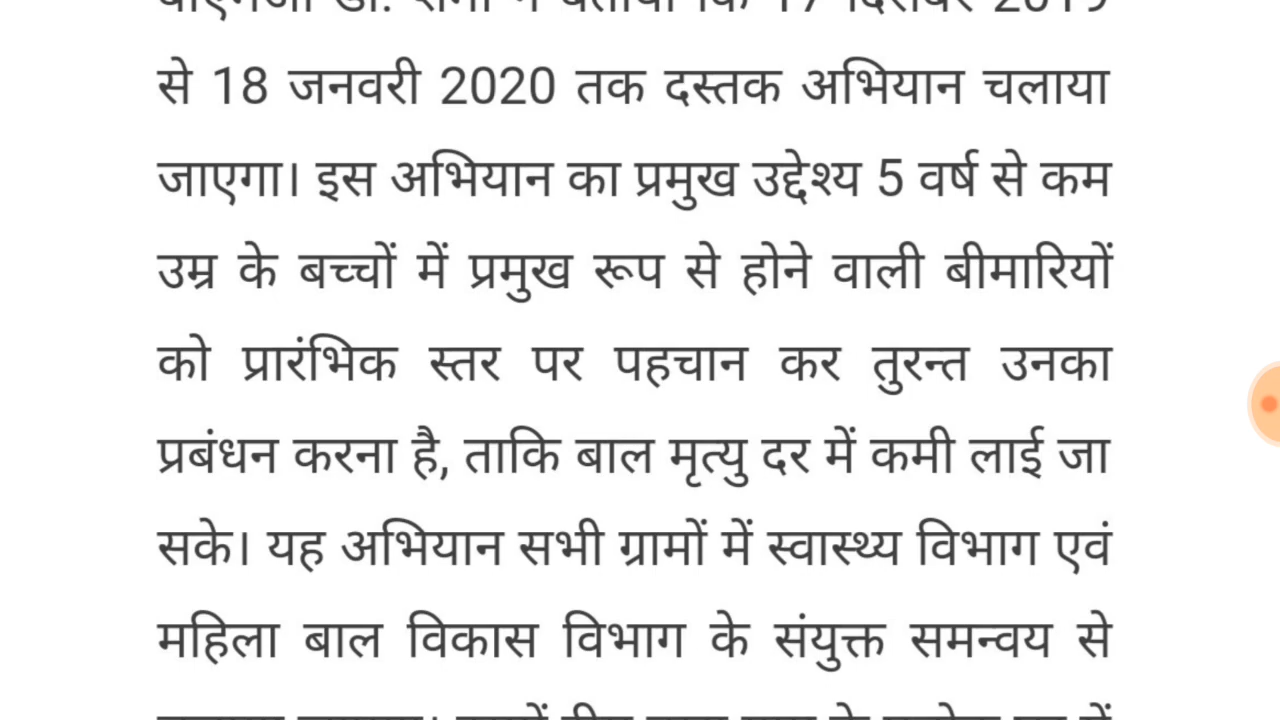 से 18 जनवरी 2020 तक दस्तक अभियान चलाया
जाएगा। इस अभियान का प्रमुख उद्देश्य 5 वर्ष से कम
उम्र के बच्चों में प्रमुख रूप से होने वाली बीमारियों
को प्रारंभिक स्तर पर पहचान कर तुरन्त उनका
प्रबंधन करना है, ताकि बाल मृत्यु दर में कमी लाई जा
सके। यह अभियान सभी ग्रामों में स्वास्थ्य विभाग एवं
महिला बाल विकास विभाग के संयुक्त समन्वय से